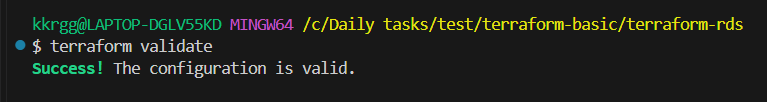 kkrgg@LAPTOP-DGLV55KD MINGW64 /c/Daily tasks/test/terraform-basic/terraform-rds
$ terraform validate
Success! The configuration is valid.